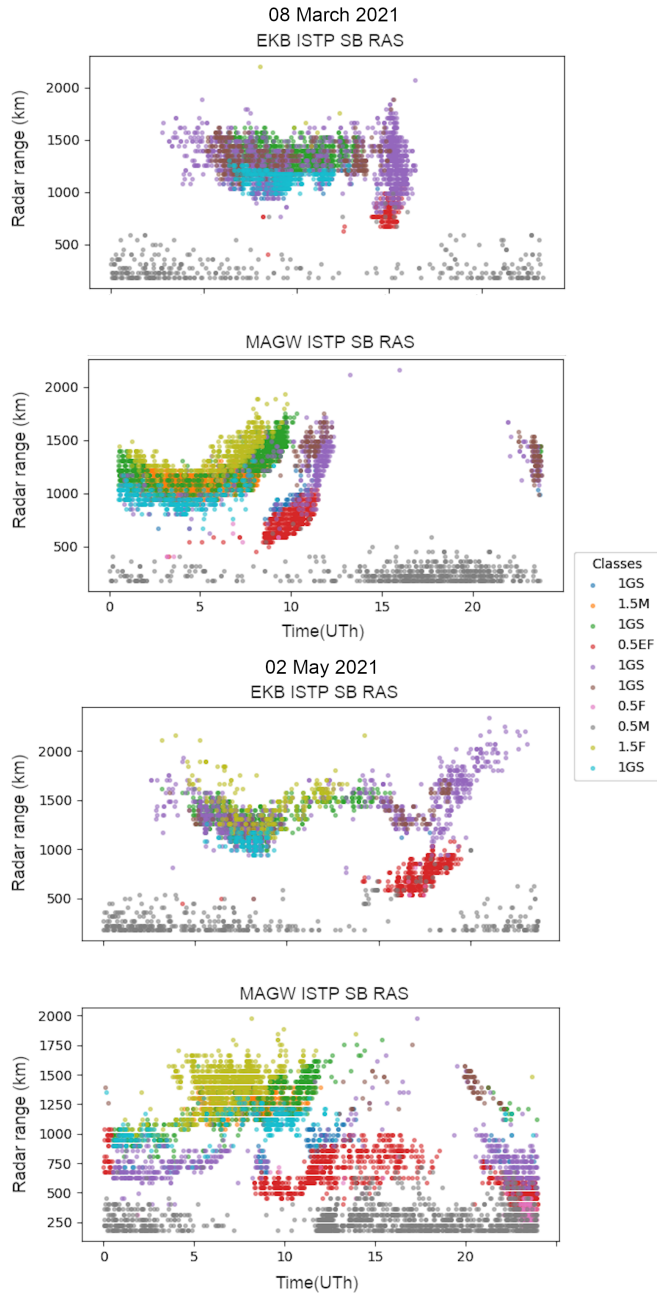 08 March 2021
EKB ISTP SB RAS
2000
1500
1000
500
Radar range (km)
MAGW ISTP SB RAS
2000
1500
1000
500
Radar range (km)
0 5 10 15 20
Time(UTh)
Classes
1GS
1.5M
1GS
0.5EF
1GS
1GS
0.5F
0.5M
1.5F
1GS
02 May 2021
EKB ISTP SB RAS
2000
1500
1000
500
Radar range (km)
MAGW ISTP SB RAS
2000
1750
1500
1250
1000
750
500
250
Radar range (km)
0 5 10 15 20
Time(UTh)